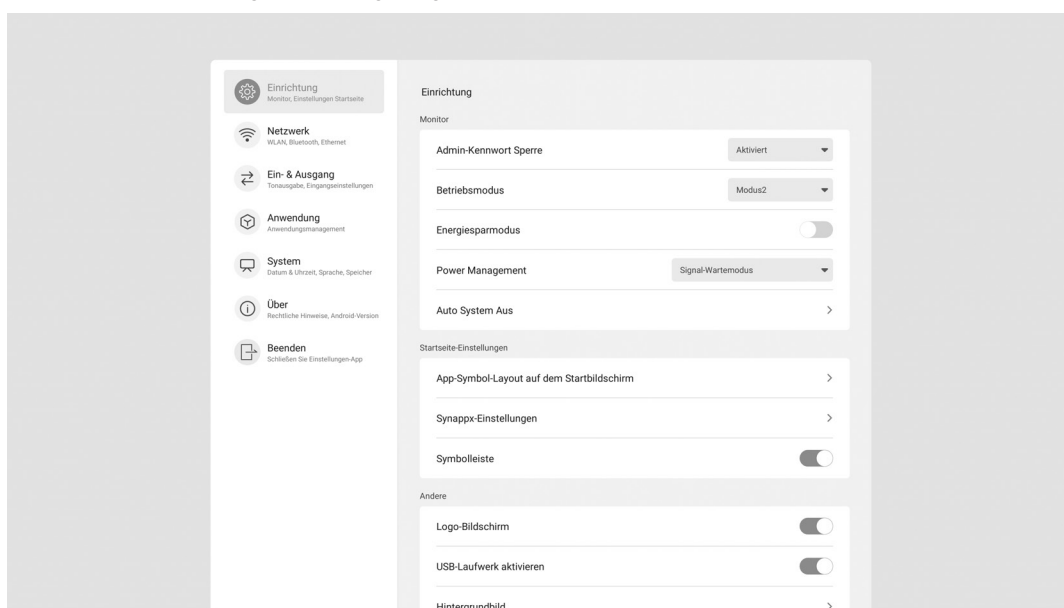 Einrichtung
Monitor, Einstellungen Startseite
Netzwerk
WLAN, Bluetooth, Ethernet
Ein- & Ausgang
Tonausgabe, Eingangseinstellungen
Anwendung
Anwendungsmanagement
System
Datum & Uhrzeit, Sprache, Speicher
Über
Rechtliche Hinweise, Android-Version
Beenden
Schließen Sie Einstellungen-App
Einrichtung
Monitor
Admin-Kennwort Sperre
Aktiviert
Betriebsmodus
Modus2
Energiesparmodus
Power Management
Signal-Wartemodus
Auto System Aus
Startseite-Einstellungen
App-Symbol-Layout auf dem Startbildschirm
Synappx-Einstellungen
Symbolleiste
Andere
Logo-Bildschirm
USB-Laufwerk aktivieren
Hintergrundbild